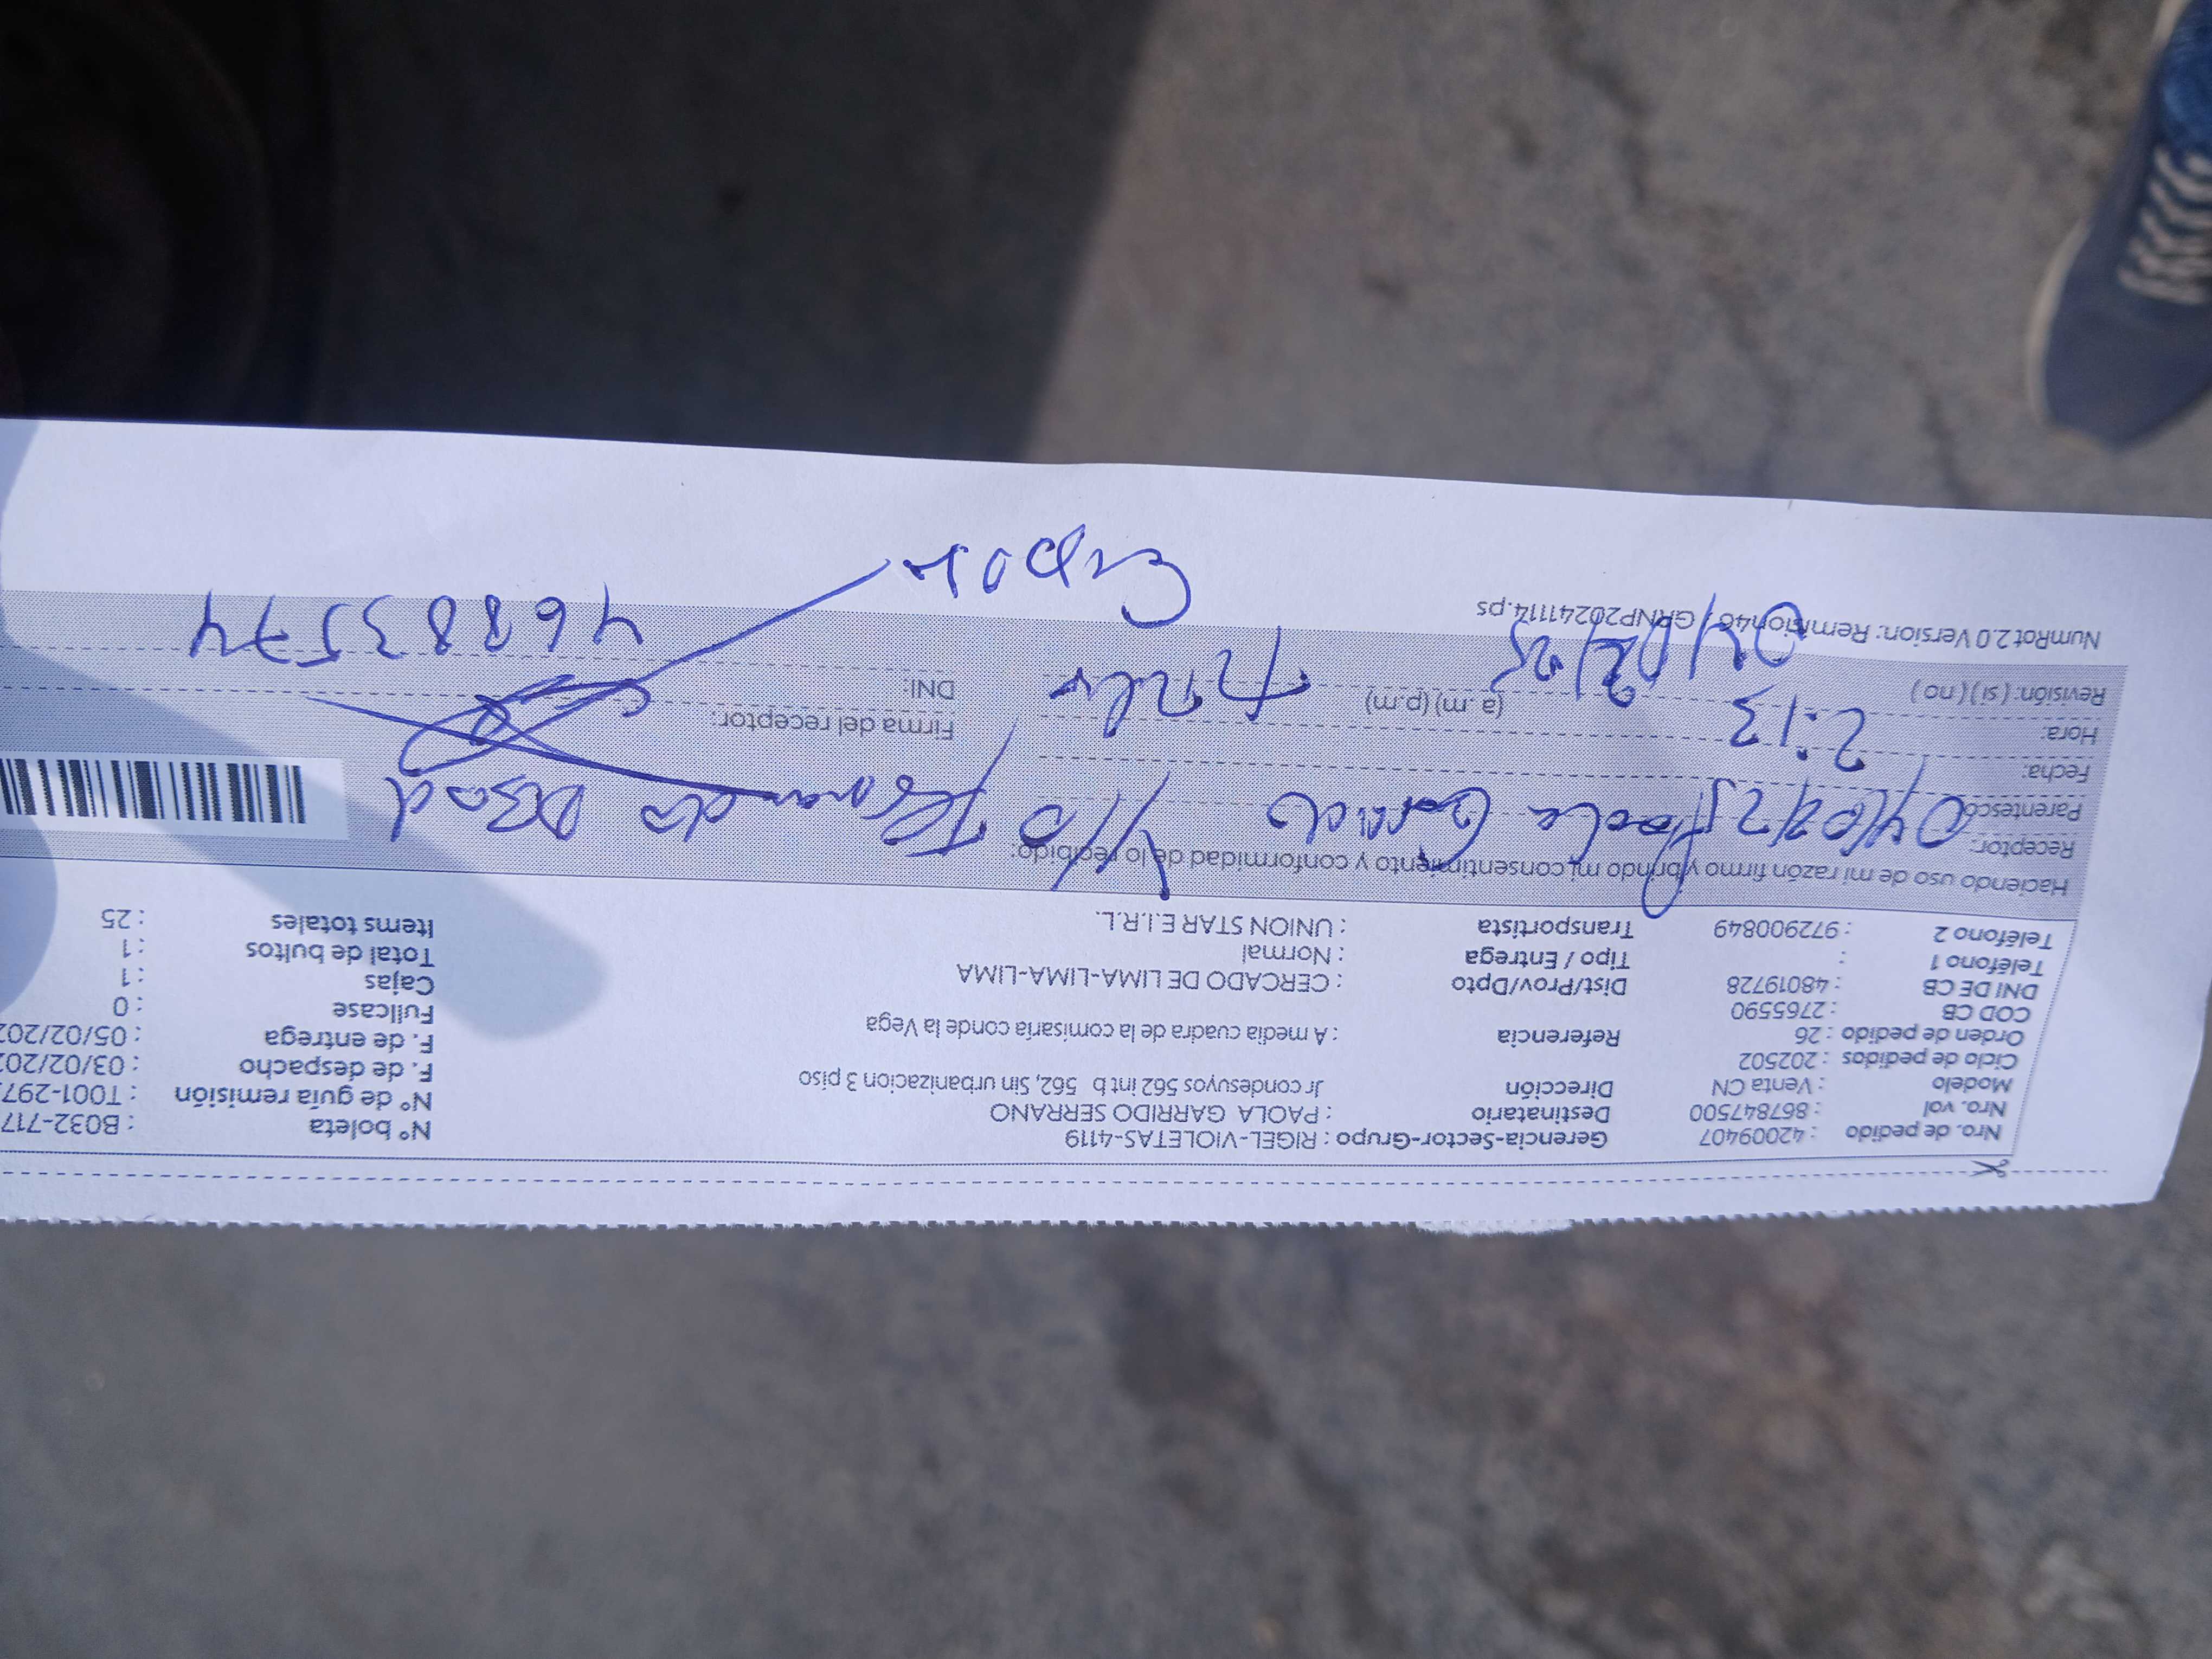 Nro. de pedido : 42009407 Gerencia-Sector-Grupo : RIGEL-VIOLETAS-4119 N° boleta : B032-717
Nro. vol : 867847500 Destinatario : PAOLA GARRIDO SERRANO N° de guía remisión : T001-297
Modelo : Venta CN Dirección : Jr condesuyos 562 int b 562, Sin urbanizacion 3 piso F. de despacho : 03/02/202
Ciclo de pedidos : 202502 F. de entrega : 05/02/202
Orden de pedido : 26 Referencia : A media cuadra de la comisaría conde la Vega Fullcase : 0
COD CB : 2765590 Dist/Prov/Dpto : CERCADO DE LIMA-LIMA-LIMA Cajas : 1
DNI DE CB : 48019728 Tipo / Entrega : Normal Total de bultos : 1
Teléfono 1 : Transportista : UNION STAR E.I.R.L. Items totales : 25
Teléfono 2 : 972900849
Haciendo uso de mi razón firmo y brindo mi consentimiento y conformidad de lo recibido:
Receptor: Paola Garrido
Parentesco:
Fecha:
Hora: 2:13 (a.m) (p.m) Firma del receptor:
Revisión: ( si ) ( no ) DNI: 46883574
04/02/25
NumRot 2.0 Version: Remision46 / GRNP20241114.ps